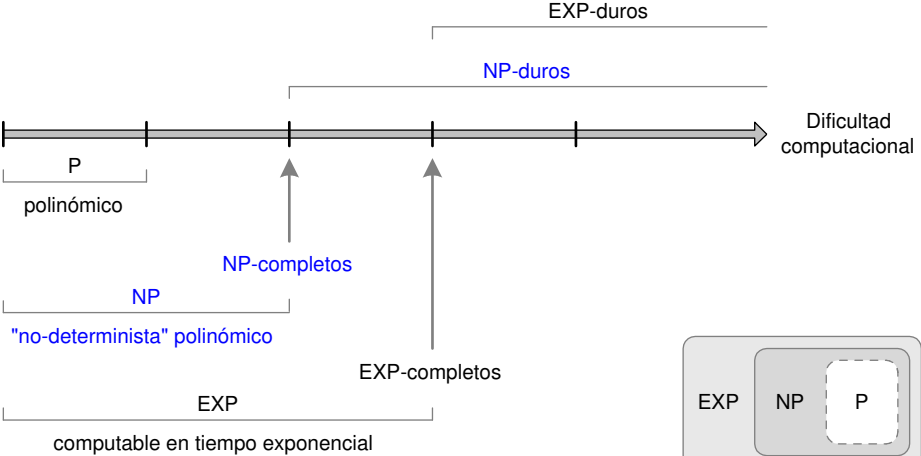 EXP-duros
NP-duros
Dificultad
computacional
P
polinómico
NP-completos
NP
"no-determinista" polinómico
EXP-completos
EXP
computable en tiempo exponencial
EXP NP P